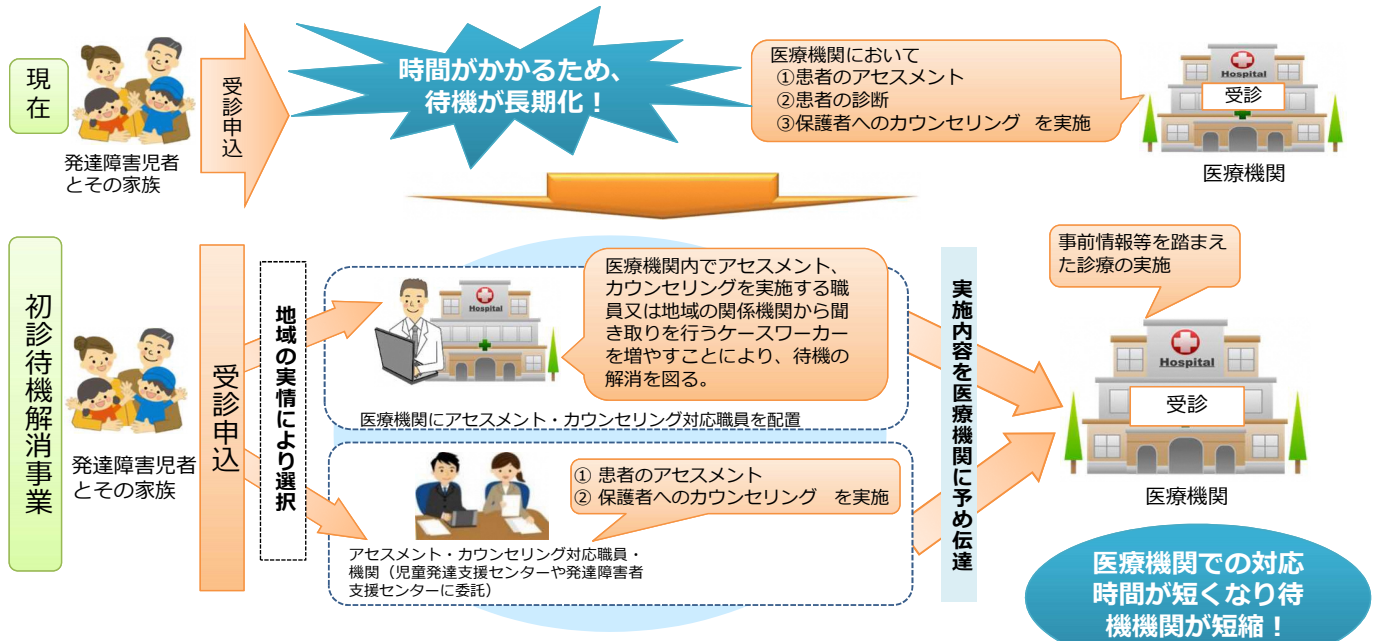 現在
発達障害児者
とその家族
受診申込
時間がかかるため、
待機が長期化！
医療機関において
①患者のアセスメント
②患者の診断
③保護者へのカウンセリング　を実施
Hospital
受診
医療機関
初診待機解消事業
発達障害児者
とその家族
受診申込
地域の実情により選択
Hospital
医療機関内でアセスメント、
カウンセリングを実施する職
員又は地域の関係機関から聞
き取りを行うケースワーカー
を増やすことにより、待機の
解消を図る。
医療機関にアセスメント・カウンセリング対応職員を配置
① 患者のアセスメント
② 保護者へのカウンセリング　を実施
アセスメント・カウンセリング対応職員・
機関（児童発達支援センターや発達障害者
支援センターに委託）
実施内容を医療機関に予め伝達
事前情報等を踏まえ
た診療の実施
Hospital
受診
医療機関
医療機関での対応
時間が短くなり待
機機関が短縮！